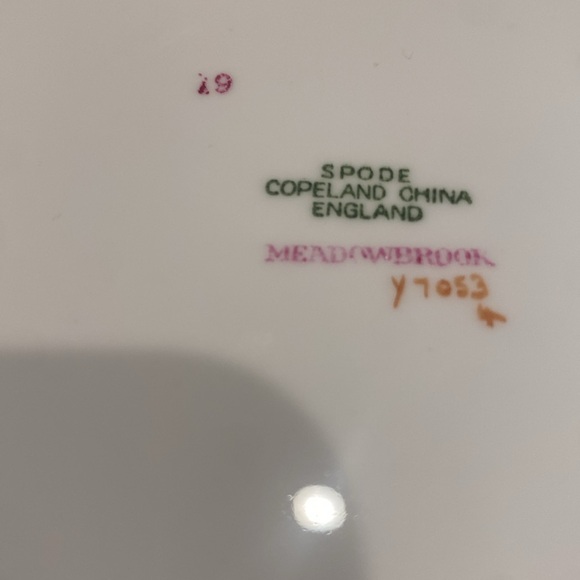 19
SPODE
COPELAND CHINA
ENGLAND
MEADOWBROOK
Y7053